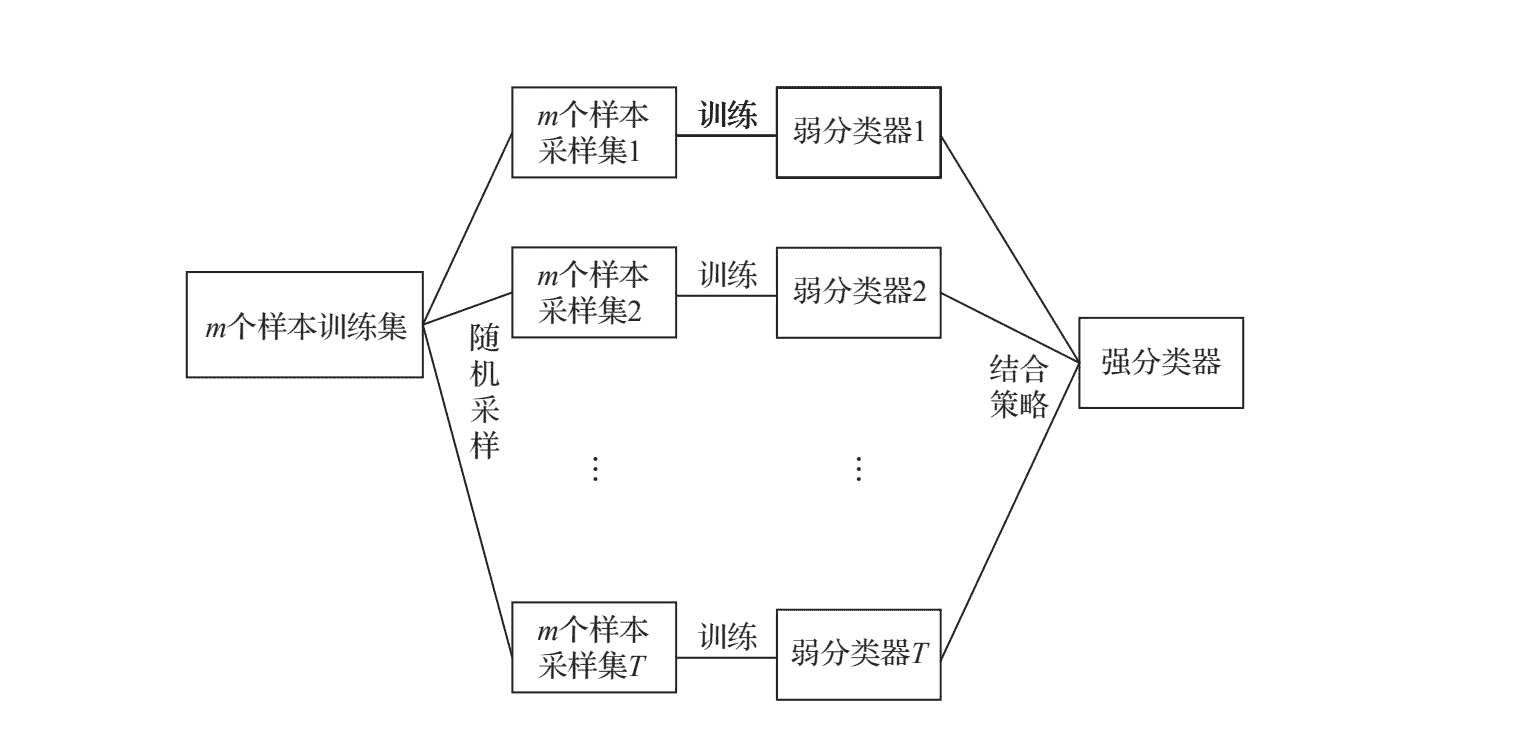 m个样本
采样集1
训练
弱分类器1
m个样本
采样集2
训练
弱分类器2
m个样本训练集
随
机
采
样
结合
策略
强分类器
⋮
⋮
m个样本
采样集T
训练
弱分类器T